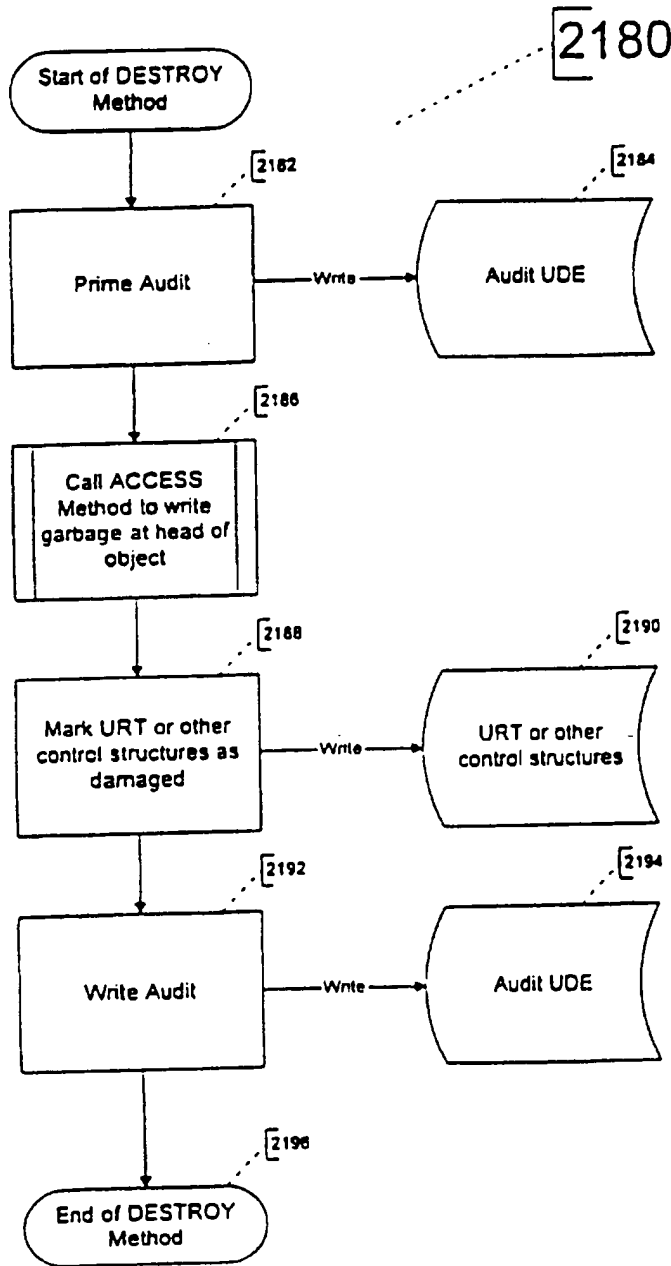 2180
Start of DESTROY
Method
2182
2184
Prime Audit
Write
Audit UDE
2186
Call ACCESS
Method to write
garbage at head of
object
2188
2190
Mark URT or other
control structures as
damaged
Write
URT or other
control structures
2192
2194
Write Audit
Write
Audit UDE
2196
End of DESTROY
Method